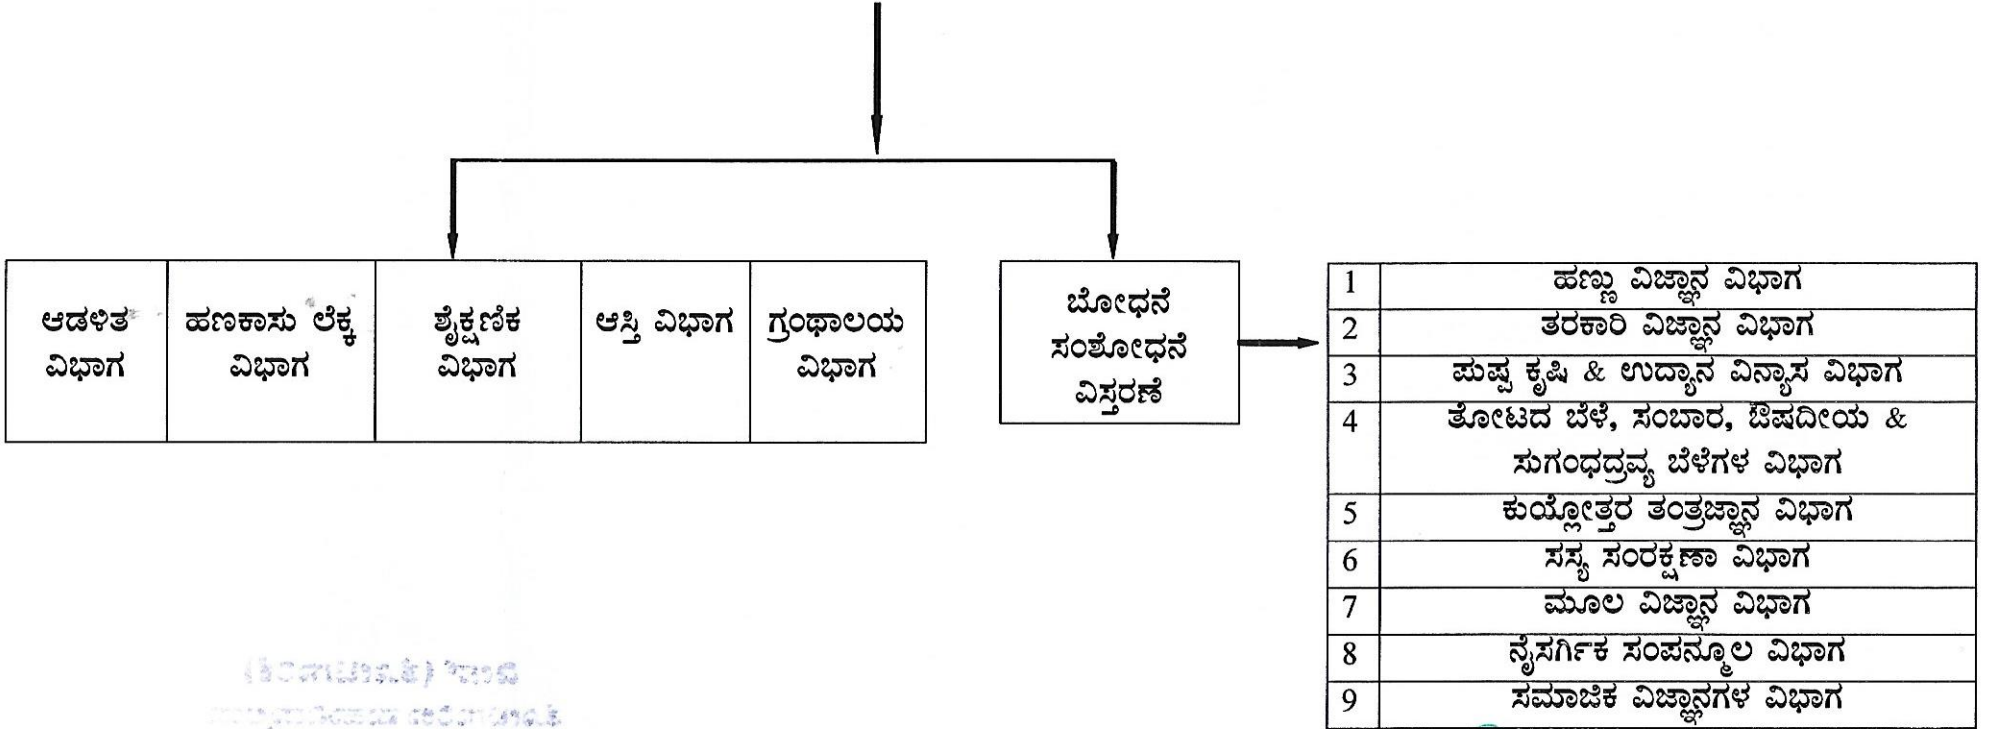 ಆಡಳಿತ
ವಿಭಾಗ
ಹಣಕಾಸು ಲೆಕ್ಕ
ವಿಭಾಗ
ಶೈಕ್ಷಣಿಕ
ವಿಭಾಗ
ಆಸ್ತಿ ವಿಭಾಗ
ಗ್ರಂಥಾಲಯ
ವಿಭಾಗ
ಬೋಧನೆ
ಸಂಶೋಧನೆ
ವಿಸ್ತರಣೆ
1 ಹಣ್ಣು ವಿಜ್ಞಾನ ವಿಭಾಗ
2 ತರಕಾರಿ ವಿಜ್ಞಾನ ವಿಭಾಗ
3 ಪುಷ್ಪ ಕೃಷಿ & ಉದ್ಯಾನ ವಿನ್ಯಾಸ ವಿಭಾಗ
4 ತೋಟದ ಬೆಳೆ, ಸಂಬಾರ, ಔಷದೀಯ &
ಸುಗಂಧದ್ರವ್ಯ ಬೆಳೆಗಳ ವಿಭಾಗ
5 ಕುಯ್ಲೋತ್ತರ ತಂತ್ರಜ್ಞಾನ ವಿಭಾಗ
6 ಸಸ್ಯ ಸಂರಕ್ಷಣಾ ವಿಭಾಗ
7 ಮೂಲ ವಿಜ್ಞಾನ ವಿಭಾಗ
8 ನೈಸರ್ಗಿಕ ಸಂಪನ್ಮೂಲ ವಿಭಾಗ
9 ಸಮಾಜಿಕ ವಿಜ್ಞಾನಗಳ ವಿಭಾಗ